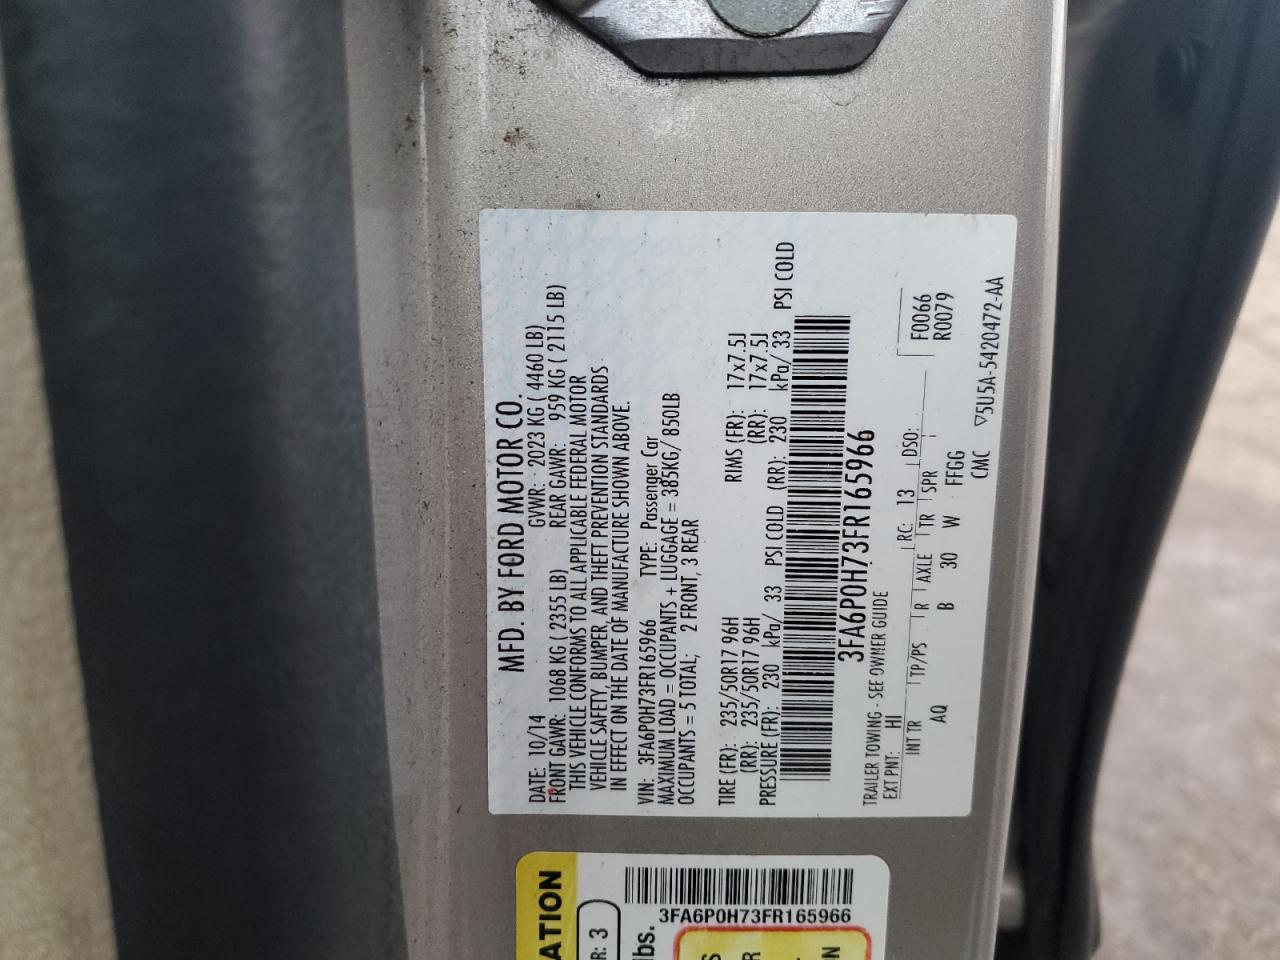 MFD. BY FORD MOTOR CO.
DATE: 10/14 GVWR: 2023 KG ( 4460 LB)
FRONT GAWR: 1068 KG ( 2355 LB) REAR GAWR: 959 KG ( 2115 LB)
THIS VEHICLE CONFORMS TO ALL APPLICABLE FEDERAL MOTOR
VEHICLE SAFETY, BUMPER, AND THEFT PREVENTION STANDARDS
IN EFFECT ON THE DATE OF MANUFACTURE SHOWN ABOVE.
VIN: 3FA6P0H73FR165966 TYPE: Passenger Car
MAXIMUM LOAD = OCCUPANTS + LUGGAGE = 385KG/ 850LB
OCCUPANTS = 5 TOTAL; 2 FRONT, 3 REAR
TIRE (FR): 235/50R17 96H RIMS (FR): 17x7.5J
(RR): 235/50R17 96H (RR): 17x7.5J
PRESSURE (FR): 230 kPa/ 33 PSI COLD (RR): 230 kPa/ 33 PSI COLD
3FA6P0H73FR165966
TRAILER TOWING - SEE OWNER GUIDE
EXT PNT: HI RC: 13 DSO: F0066
INT TR TP/PS R AXLE TR SPR R0079
AQ B 30 W FFGG
CMC ▽5U5A-5420472-AA
ATION
R: 3
lbs.
3FA6P0H73FR165966
S
R
ON